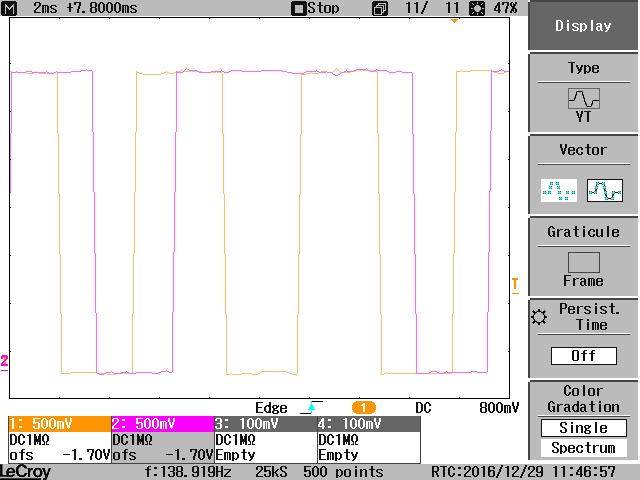 M 2ms +7.8000ms Stop 11/ 11 47%
Display
Type
YT
Vector
Graticule
Frame
T
Persist.
Time
Off
2
Edge 1 DC 800mV
Color
Gradation
Single
Spectrum
1: 500mV 2: 500mV 3: 100mV 4: 100mV
DC1MΩ DC1MΩ DC1MΩ DC1MΩ
ofs -1.70V ofs -1.70V Empty Empty
LeCroy f:138.919Hz 25kS 500 points RTC:2016/12/29 11:46:57